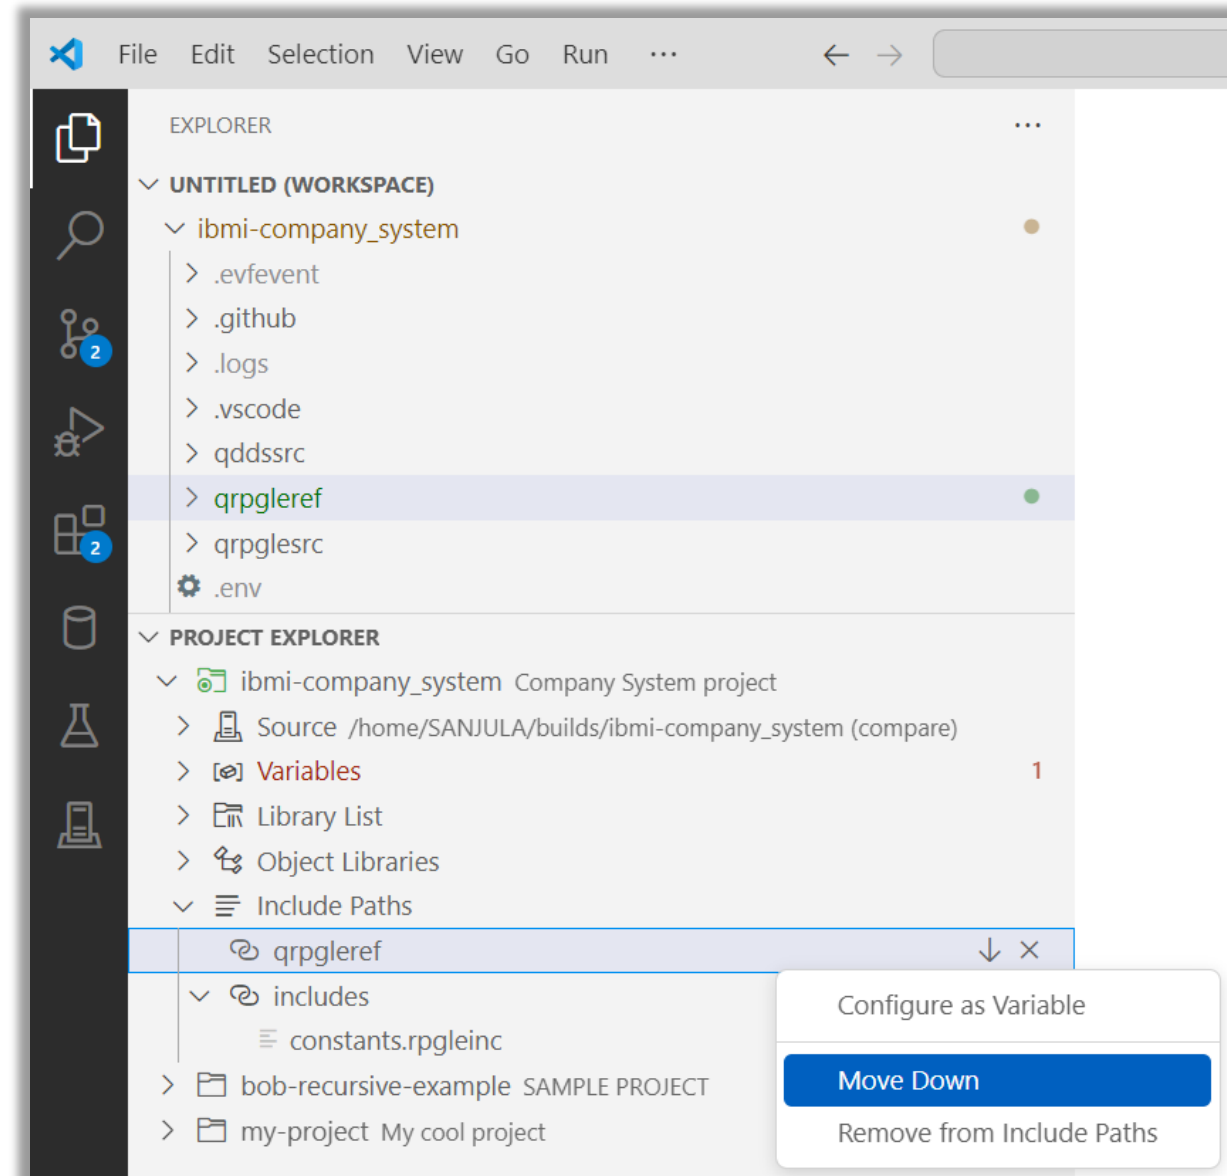 File Edit Selection View Go Run ...
EXPLORER ...
UNTITLED (WORKSPACE)
ibmi-company_system
.evfevent
.github
.logs
2
.vscode
qddssrc
qrpgleref
qrpglesrc
2
.env
PROJECT EXPLORER
ibmi-company_system Company System project
Source /home/SANJULA/builds/ibmi-company_system (compare)
Variables 1
Library List
Object Libraries
Include Paths
qrpgleref
includes
constants.rpgleinc
bob-recursive-example SAMPLE PROJECT
my-project My cool project
Configure as Variable
Move Down
Remove from Include Paths